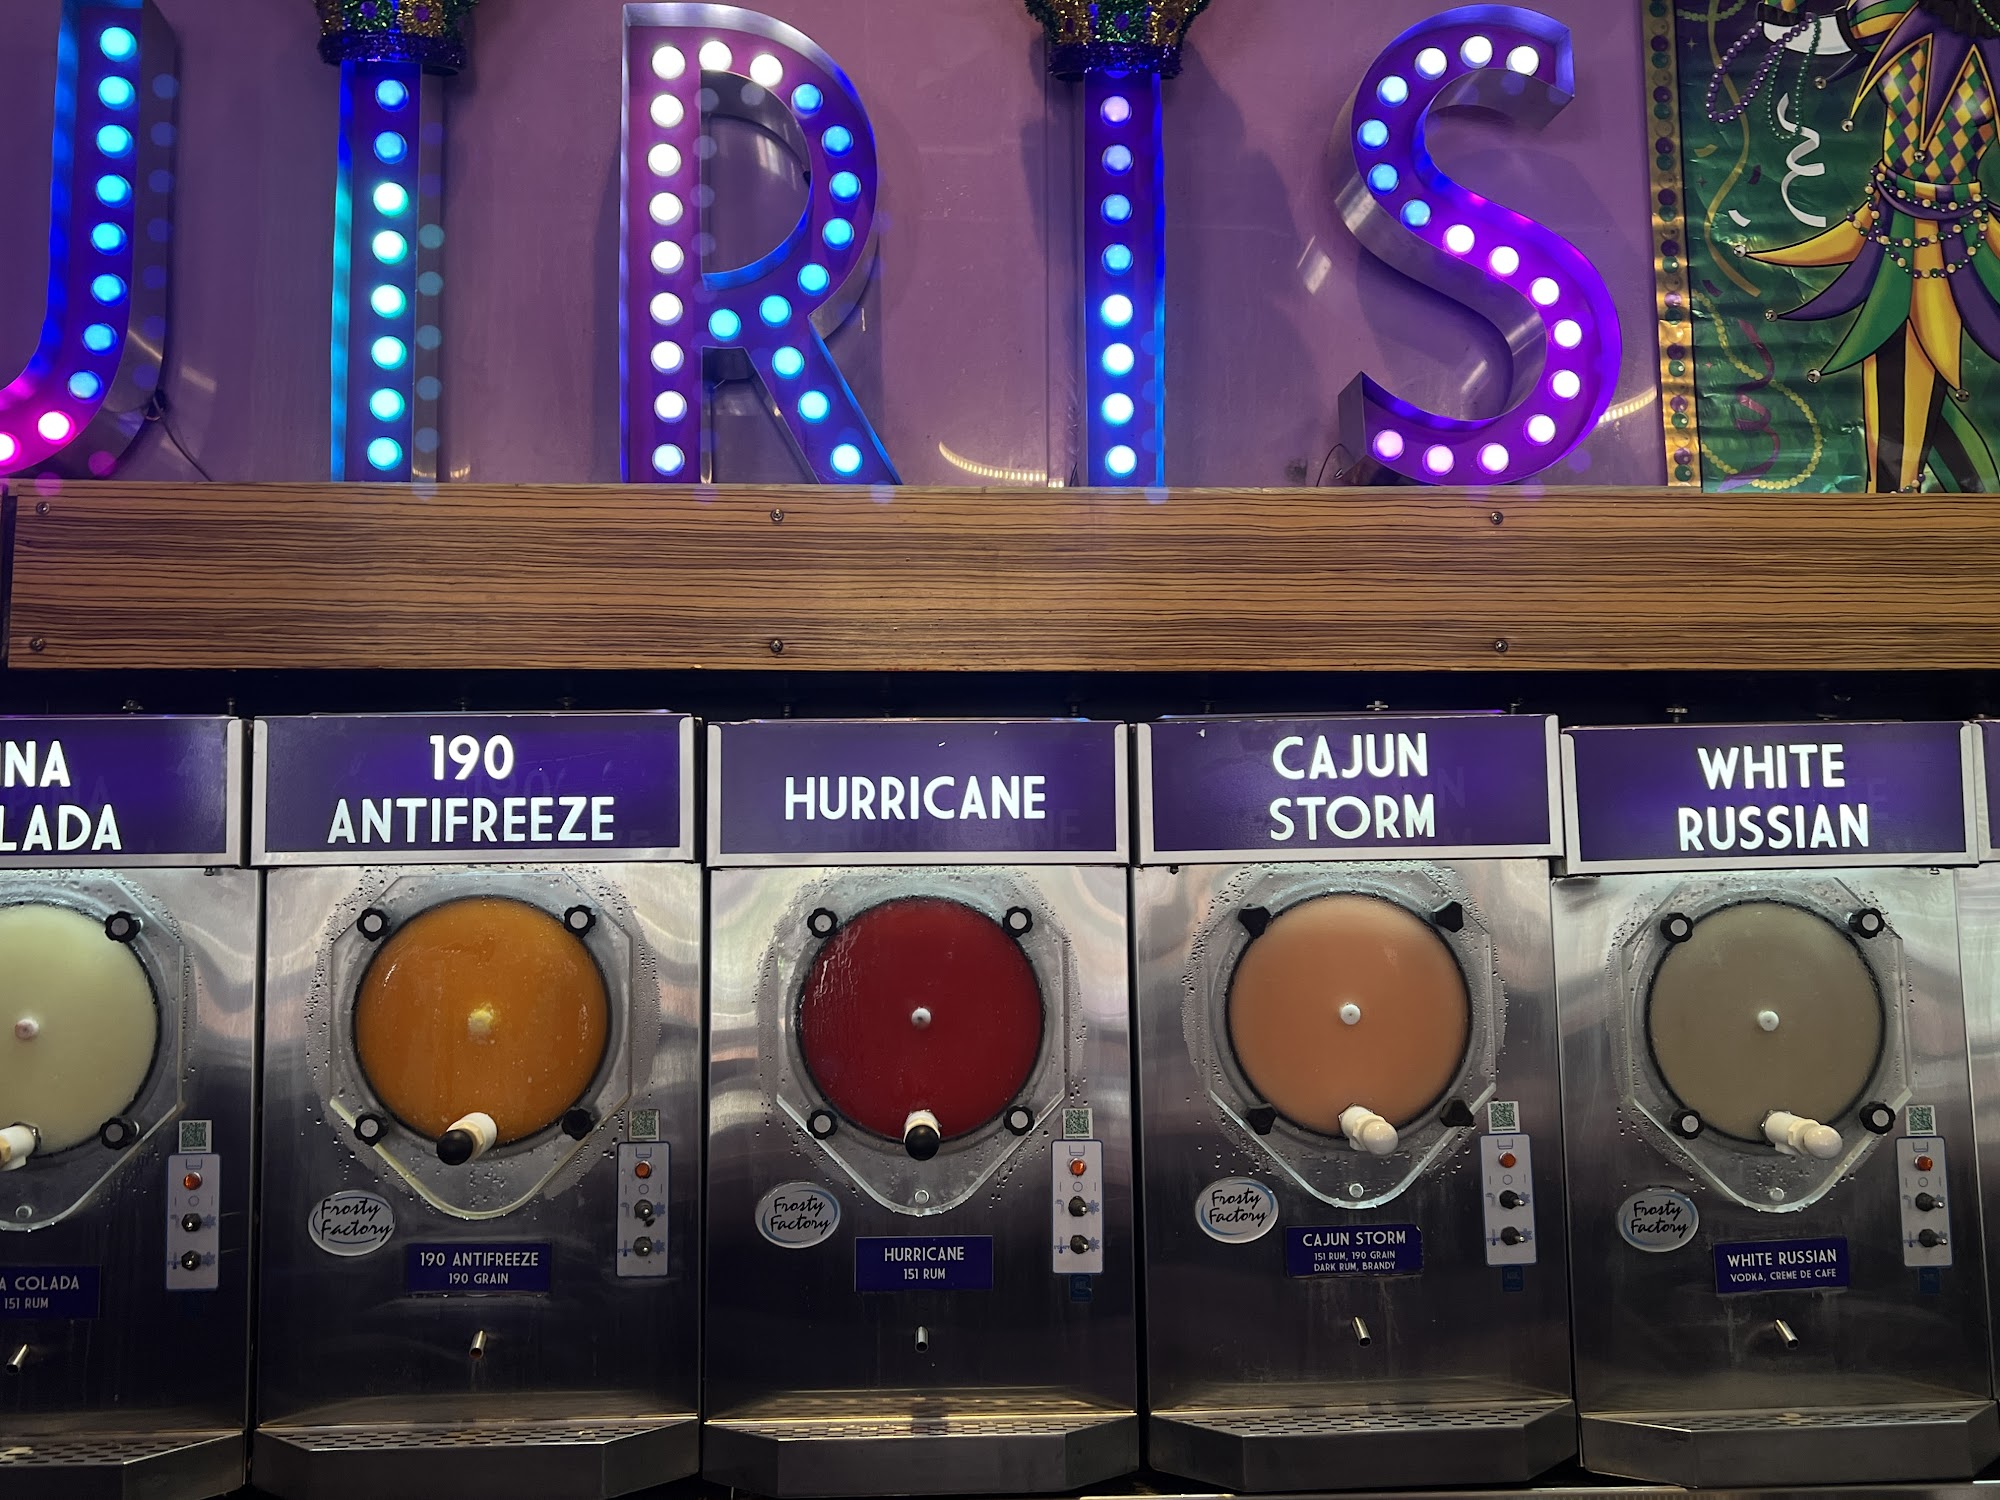 JIRIS
INA
LADA
190
ANTIFREEZE
HURRICANE
CAJUN
STORM
WHITE
RUSSIAN
Frosty
Factory
Frosty
Factory
Frosty
Factory
Frosty
Factory
A COLADA
151 RUM
190 ANTIFREEZE
190 GRAIN
HURRICANE
151 RUM
CAJUN STORM
151 RUM, 190 GRAIN
DARK RUM, BRANDY
WHITE RUSSIAN
VODKA, CREME DE CAFE